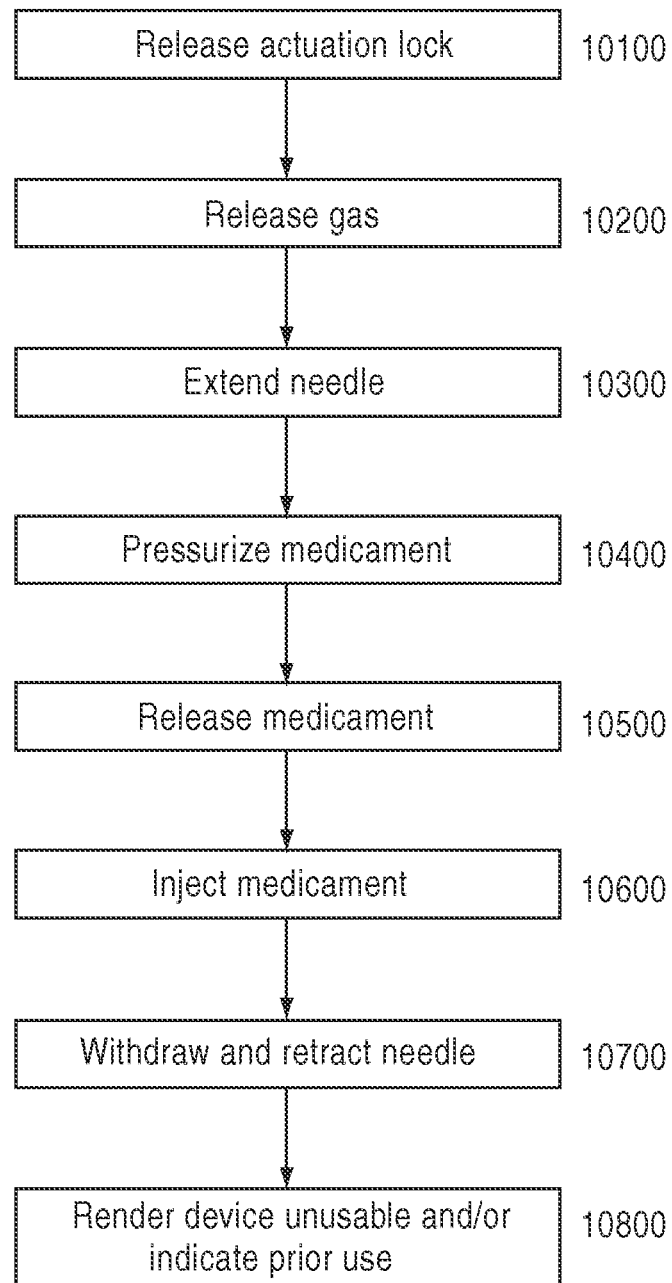 Release actuation lock 10100
Release gas 10200
Extend needle 10300
Pressurize medicament 10400
Release medicament 10500
Inject medicament 10600
Withdraw and retract needle 10700
Render device unusable and/or 10800
indicate prior use